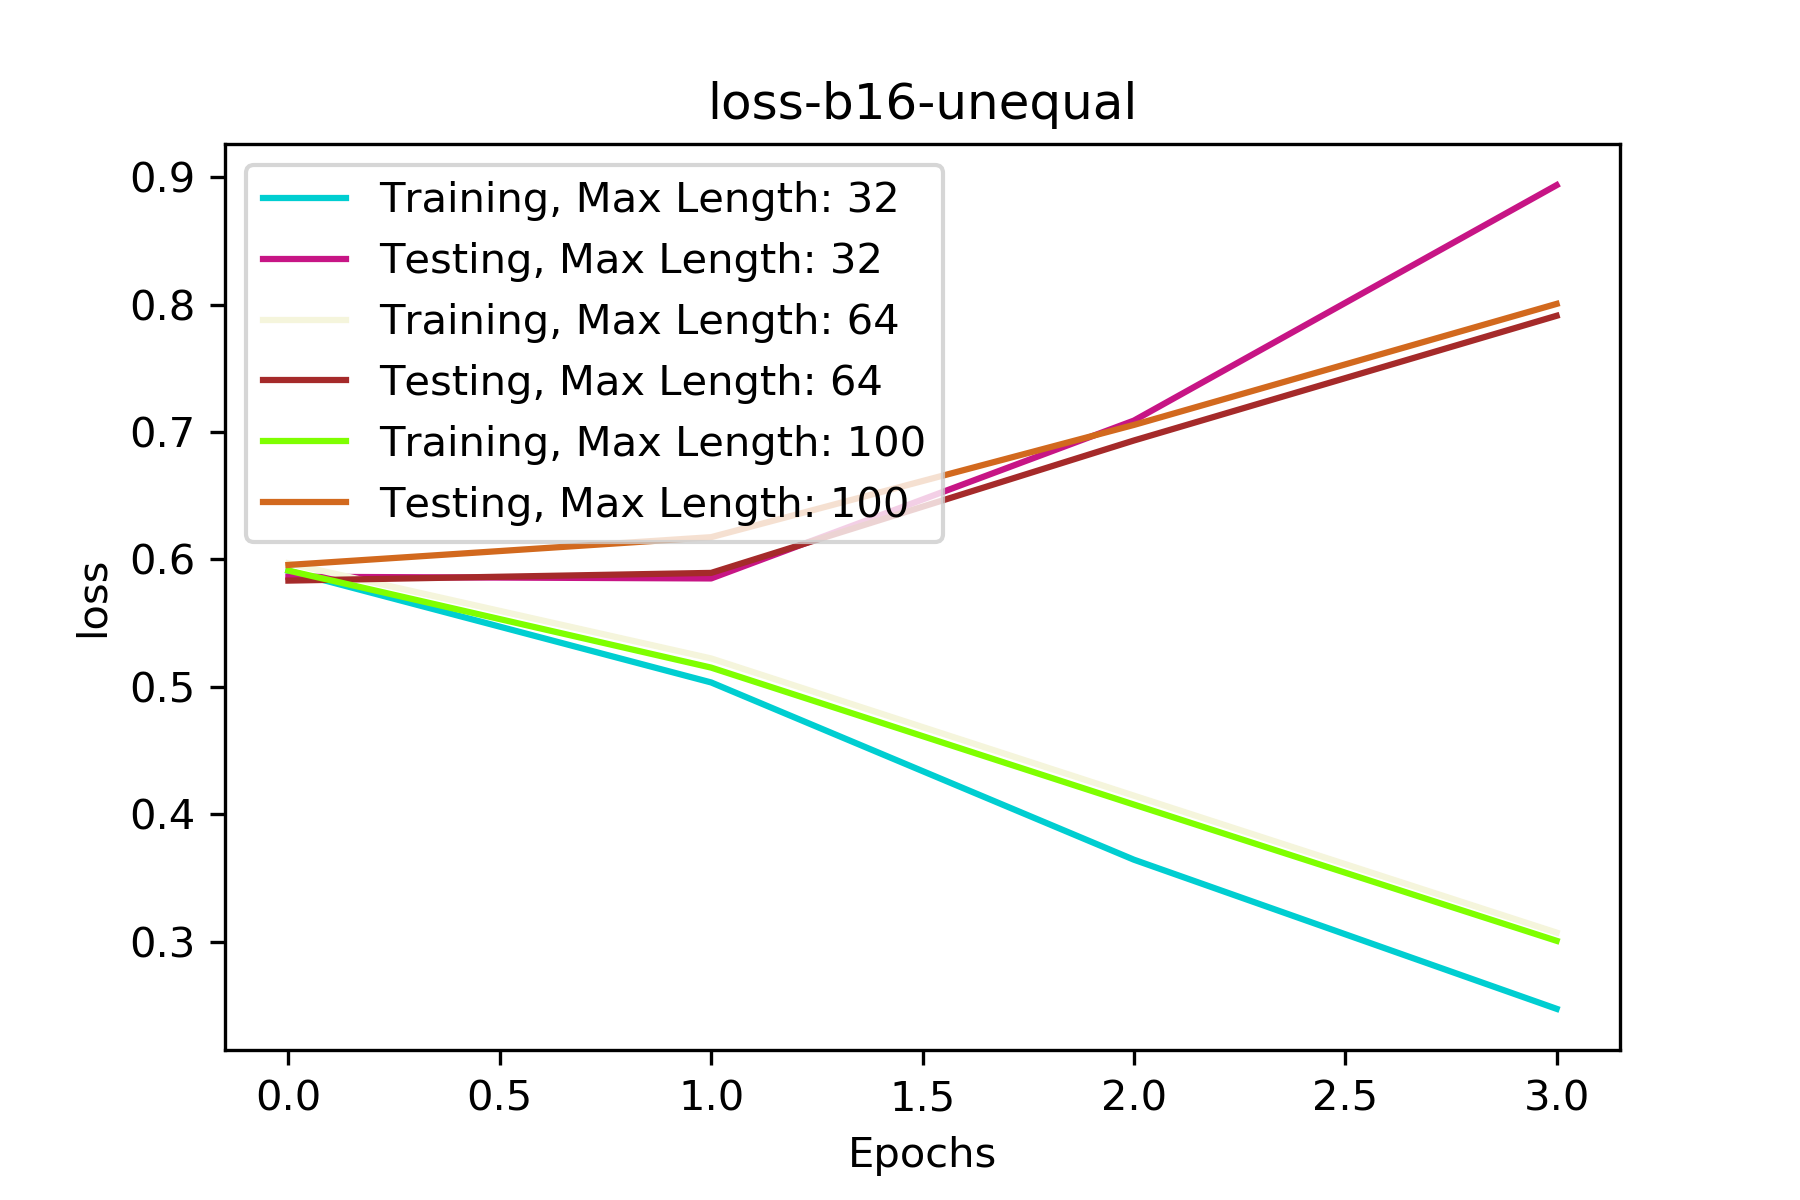 loss-b16-unequal
0.9
0.8
0.7
0.6
0.5
0.4
0.3
loss
Training, Max Length: 32
Testing, Max Length: 32
Training, Max Length: 64
Testing, Max Length: 64
Training, Max Length: 100
Testing, Max Length: 100
0.0 0.5 1.0 1.5 2.0 2.5 3.0
Epochs